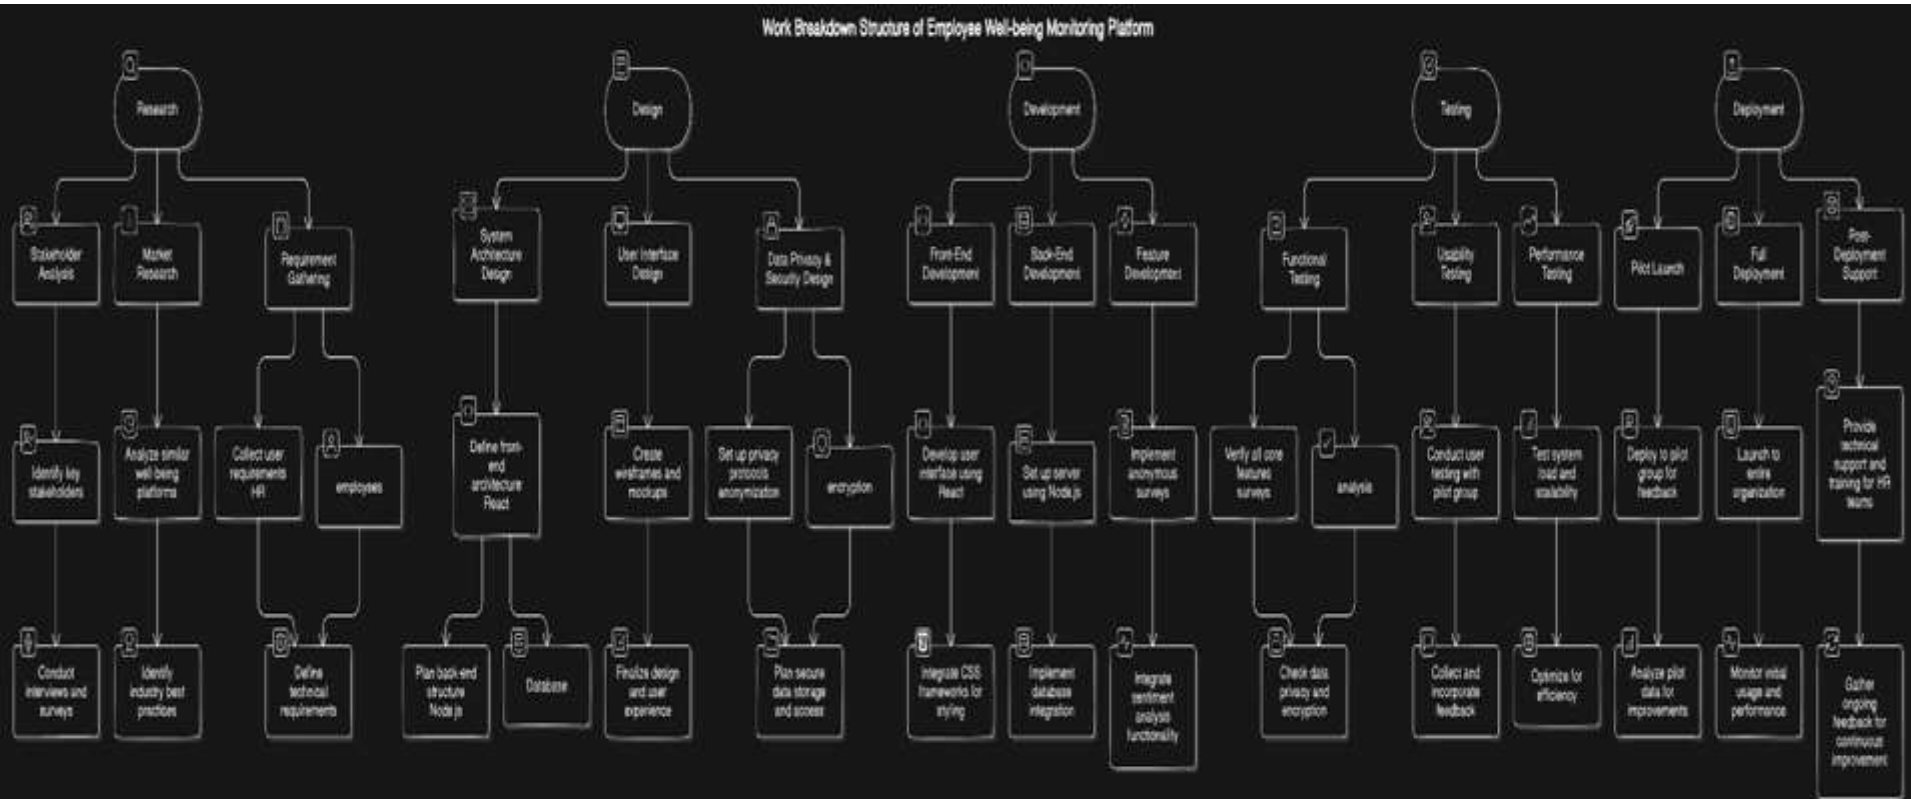 Work Breakdown Structure of Employee Well-being Monitoring Platform
Research
Design
Development
Testing
Deployment
Stakeholder
Analysis
Market
Research
Requirement
Gathering
System
Architecture
Design
User Interface
Design
Data Privacy &
Security Design
Front-End
Development
Back-End
Development
Feature
Development
Functional
Testing
Usability
Testing
Performance
Testing
Pilot Launch
Full
Deployment
Post-
Deployment
Support
Identify key
stakeholders
Analyze similar
well-being
platforms
Collect user
requirements
HR
employees
Define front-
end
architecture
React
Create
wireframes and
mockups
Set up privacy
protocols
anonymization
encryption
Develop user
interface using
React
Set up server
using Node.js
Implement
anonymous
surveys
Verify all core
features
surveys
analysis
Conduct user
testing with
pilot group
Test system
load and
scalability
Deploy to pilot
group for
feedback
Launch to
entire
organization
Provide
technical
support and
training for HR
teams
Conduct
interviews and
surveys
Identify
industry best
practices
Define
technical
requirements
Plan back-end
structure
Node.js
Database
Finalize design
and user
experience
Plan secure
data storage
and access
Integrate CSS
frameworks for
styling
Implement
database
integration
Integrate
sentiment
analysis
functionality
Check data
privacy and
encryption
Collect and
incorporate
feedback
Optimize for
efficiency
Analyze pilot
data for
improvements
Monitor initial
usage and
performance
Gather
ongoing
feedback for
continuous
improvement